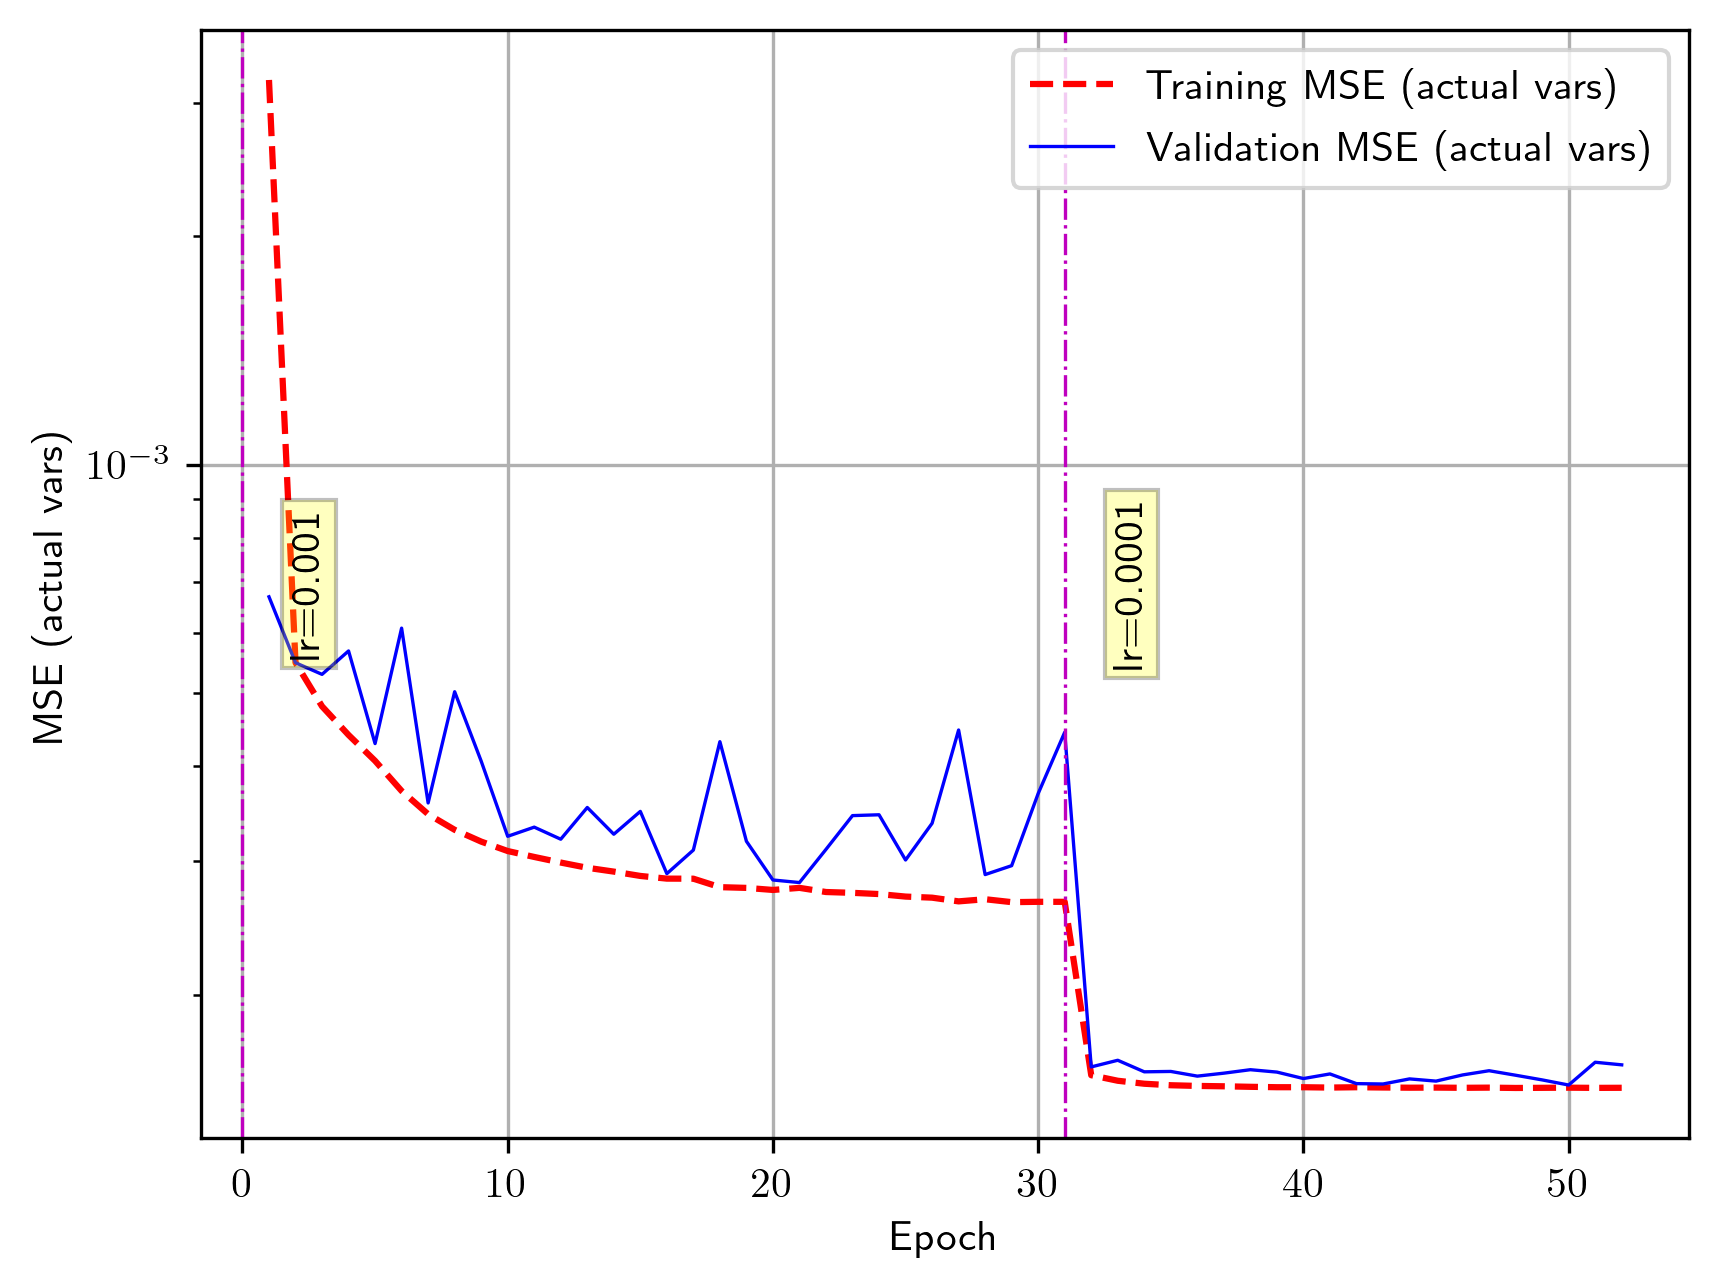 Training MSE (actual vars)
Validation MSE (actual vars)
MSE (actual vars)
10⁻³
lr=0.001
lr=0.0001
0 10 20 30 40 50
Epoch